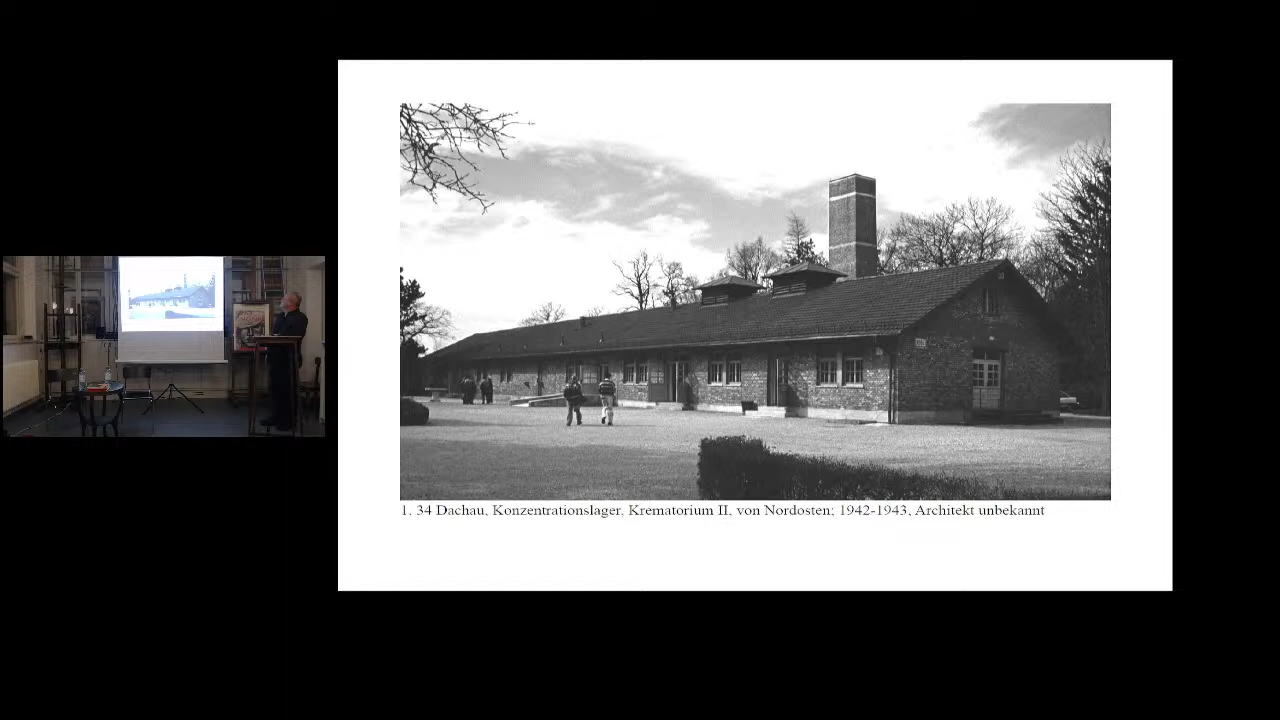 1. 34 Dachau, Konzentrationslager, Krematorium II, von Nordosten; 1942-1943, Architekt unbekannt